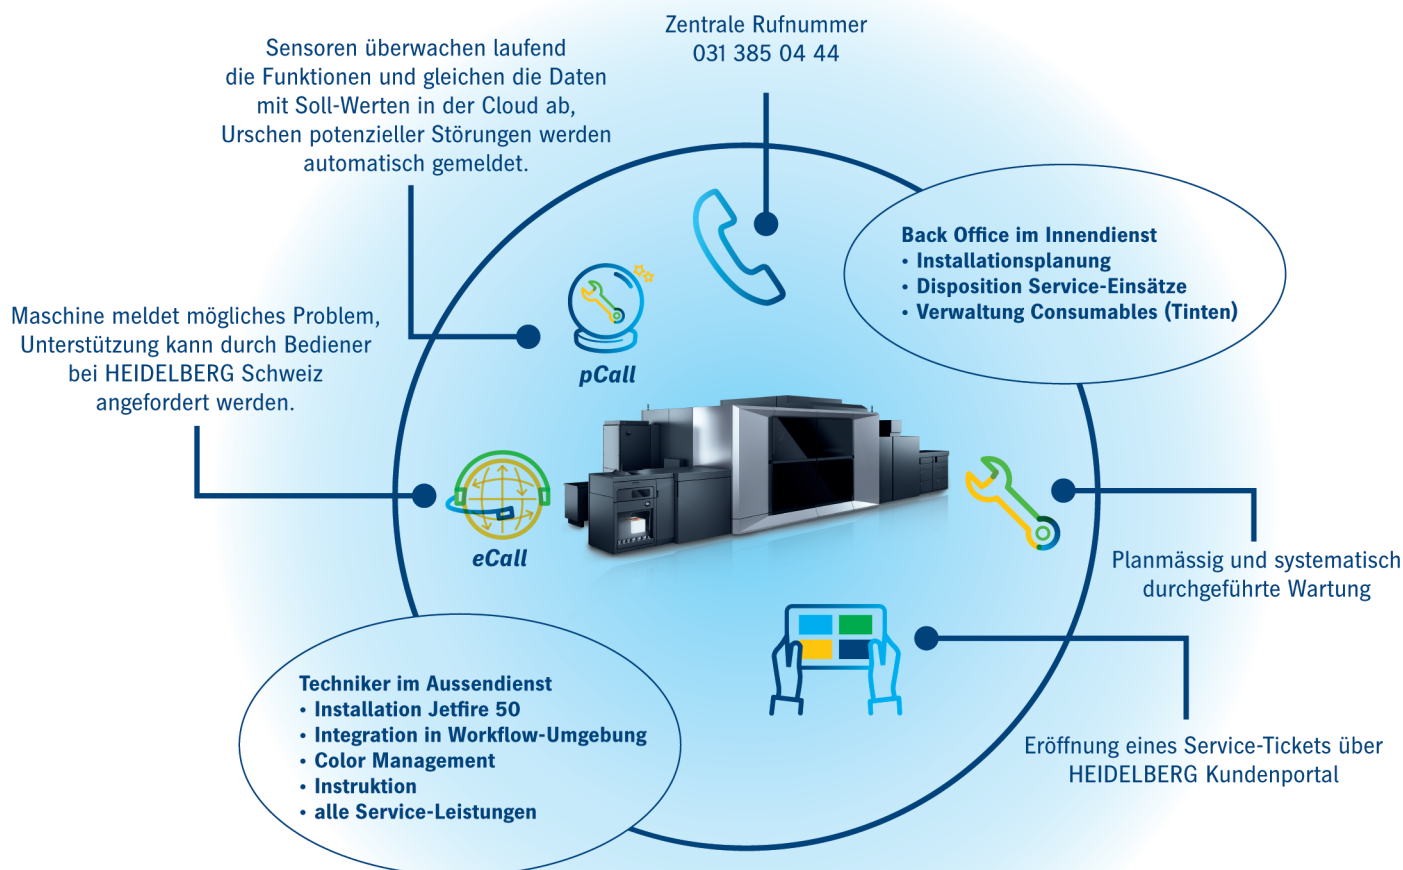 Zentrale Rufnummer
031 385 04 44
Sensoren überwachen laufend
die Funktionen und gleichen die Daten
mit Soll-Werten in der Cloud ab,
Urschen potenzieller Störungen werden
automatisch gemeldet.
Back Office im Innendienst
• Installationsplanung
• Disposition Service-Einsätze
• Verwaltung Consumables (Tinten)
Maschine meldet mögliches Problem,
Unterstützung kann durch Bediener
bei HEIDELBERG Schweiz
angefordert werden.
pCall
eCall
Planmässig und systematisch
durchgeführte Wartung
Techniker im Aussendienst
• Installation Jetfire 50
• Integration in Workflow-Umgebung
• Color Management
• Instruktion
• alle Service-Leistungen
Eröffnung eines Service-Tickets über
HEIDELBERG Kundenportal